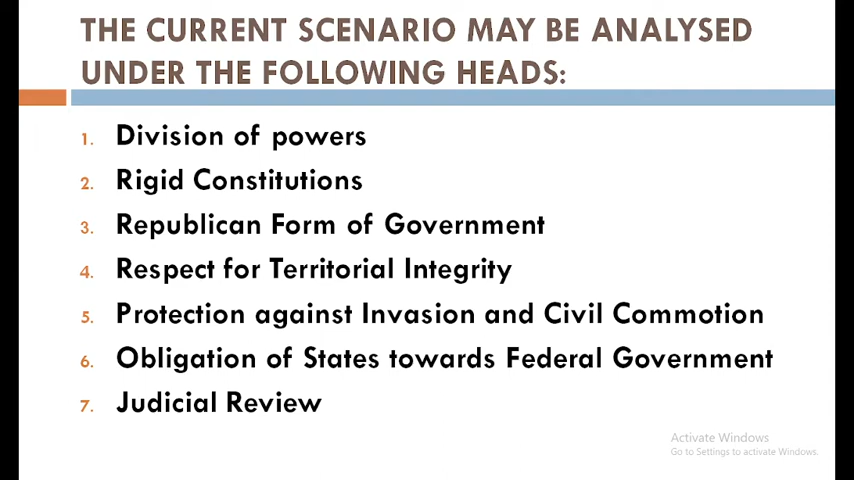 THE CURRENT SCENARIO MAY BE ANALYSED
UNDER THE FOLLOWING HEADS:
1. Division of powers
2. Rigid Constitutions
3. Republican Form of Government
4. Respect for Territorial Integrity
5. Protection against Invasion and Civil Commotion
6. Obligation of States towards Federal Government
7. Judicial Review
Activate Windows
Go to Settings to activate Windows.